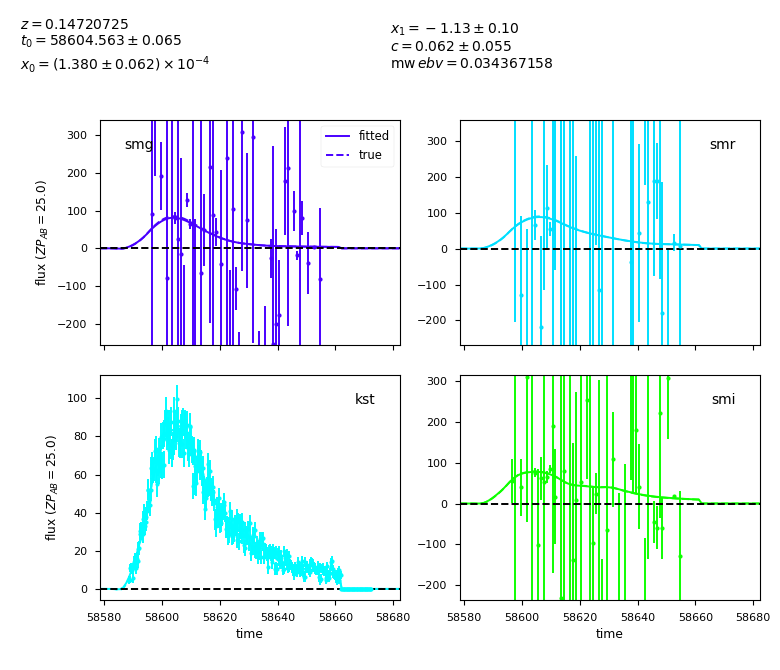 z = 0.14720725
t₀ = 58604.563 ± 0.065
x₀ = (1.380 ± 0.062) × 10⁻⁴
x₁ = −1.13 ± 0.10
c = 0.062 ± 0.055
mw ebv = 0.034367158
smg
fitted
true
300
200
100
0
−100
−200
flux (ZP_AB = 25.0)
smr
300
200
100
0
−100
−200
kst
100
80
60
40
20
0
flux (ZP_AB = 25.0)
58580 58600 58620 58640 58660 58680
time
smi
300
200
100
0
−100
−200
58580 58600 58620 58640 58660 58680
time